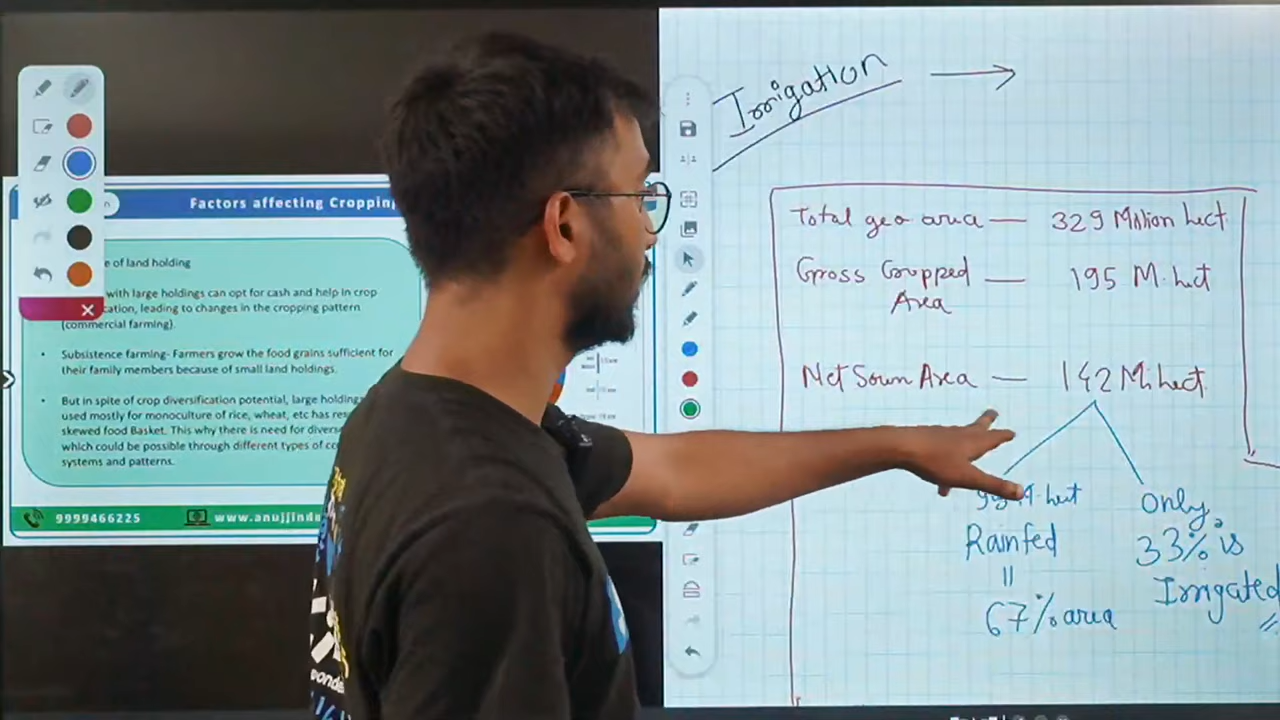 Factors affecting Cropping
e of land holding
with large holdings can opt for cash and help in crop
cation, leading to changes in the cropping pattern
(commercial farming).
• Subsistence farming- Farmers grow the food grains sufficient for
their family members because of small land holdings.
• But in spite of crop diversification potential, large holding
used mostly for monoculture of rice, wheat, etc has
skewed food Basket. This why there is need for
which could be possible through different types of
systems and patterns.
9999466225
www.anujjind
Irrigation →
Total geo area — 329 Million hect
Gross Cropped — 195 M. hect
Area
Net Sown Area — 142 M. hect
hect
Rainfed
||
67% area
only
33% is
Irrigated